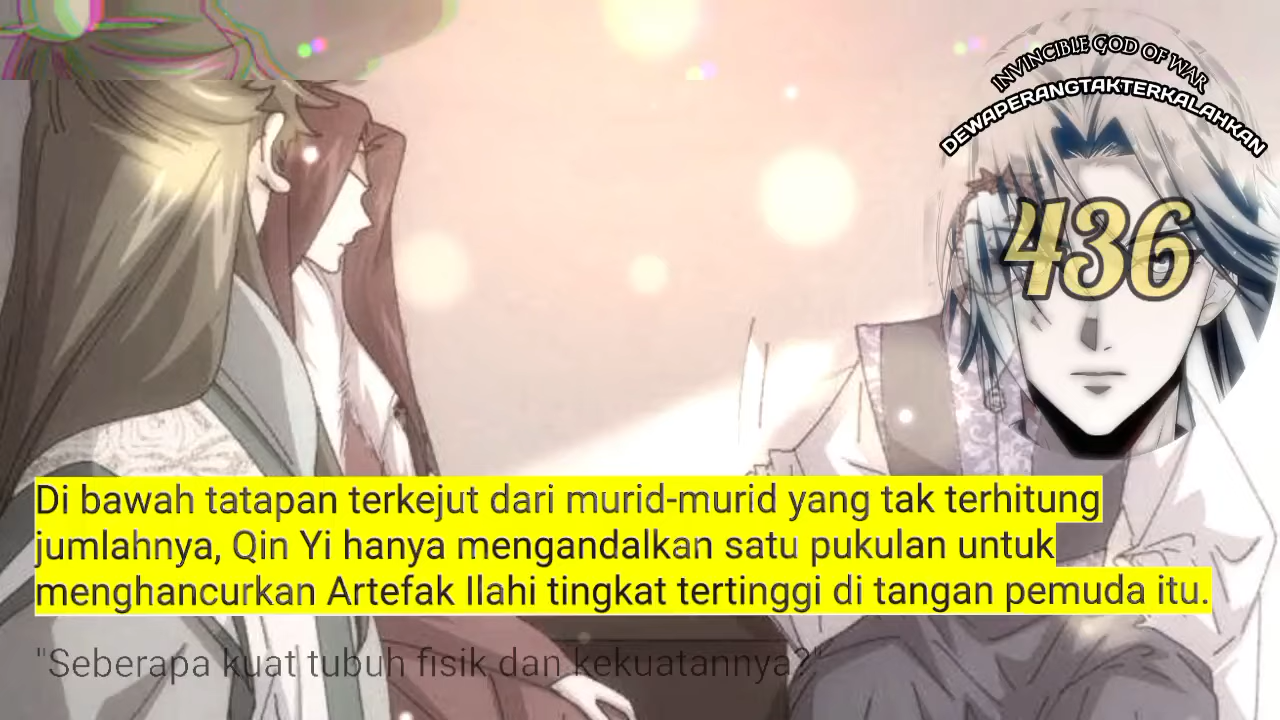 INVINCIBLE GOD OF WAR
DEWAPERANGTAKTERKALAHKAN
436
Di bawah tatapan terkejut dari murid-murid yang tak terhitung
jumlahnya, Qin Yi hanya mengandalkan satu pukulan untuk
menghancurkan Artefak Ilahi tingkat tertinggi di tangan pemuda itu.
"Seberapa kuat tubuh fisik dan kekuatannya?"